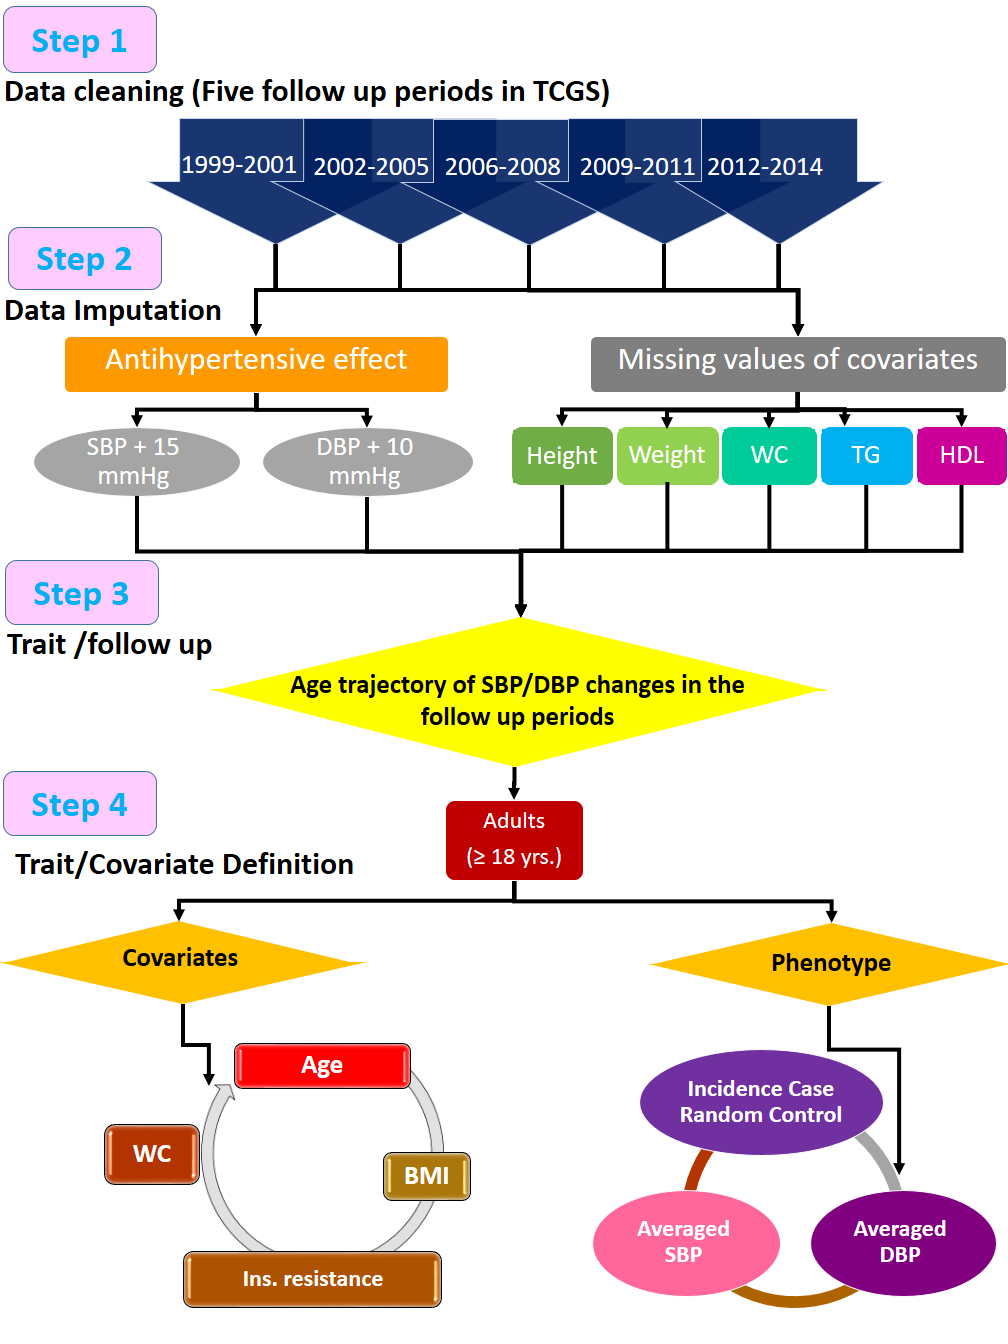 Step 1
Data cleaning (Five follow up periods in TCGS)
1999-2001 2002-2005 2006-2008 2009-2011 2012-2014
Step 2
Data Imputation
Antihypertensive effect
Missing values of covariates
SBP + 15
mmHg
DBP + 10
mmHg
Height
Weight
WC
TG
HDL
Step 3
Trait /follow up
Age trajectory of SBP/DBP changes in the
follow up periods
Step 4
Trait/Covariate Definition
Adults
(≥ 18 yrs.)
Covariates
Phenotype
Age
WC
BMI
Ins. resistance
Incidence Case
Random Control
Averaged
SBP
Averaged
DBP